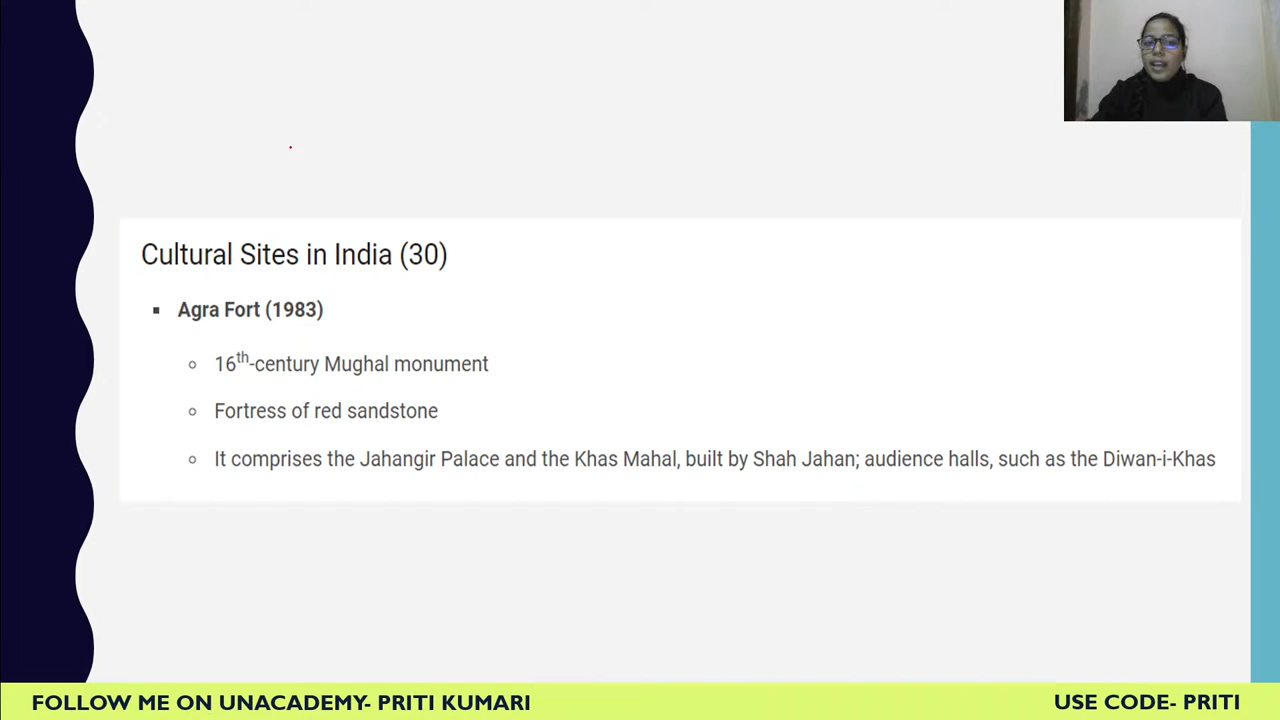 Cultural Sites in India (30)
▪ Agra Fort (1983)
○ 16th-century Mughal monument
○ Fortress of red sandstone
○ It comprises the Jahangir Palace and the Khas Mahal, built by Shah Jahan; audience halls, such as the Diwan-i-Khas
FOLLOW ME ON UNACADEMY- PRITI KUMARI
USE CODE- PRITI